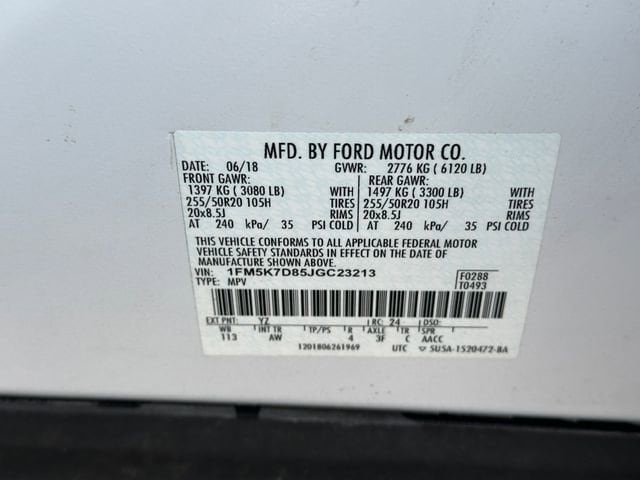 MFD. BY FORD MOTOR CO.
DATE: 06/18 GVWR: 2776 KG ( 6120 LB)
FRONT GAWR: REAR GAWR:
1397 KG ( 3080 LB) WITH 1497 KG ( 3300 LB) WITH
255/50R20 105H TIRES 255/50R20 105H TIRES
20x8.5J RIMS 20x8.5J RIMS
AT 240 kPa/ 35 PSI COLD AT 240 kPa/ 35 PSI COLD
THIS VEHICLE CONFORMS TO ALL APPLICABLE FEDERAL MOTOR
VEHICLE SAFETY STANDARDS IN EFFECT ON THE DATE OF
MANUFACTURE SHOWN ABOVE.
VIN: 1FM5K7D85JGC23213 F0288
TYPE: MPV T0493
EXT PNT: YZ RC: 24 DSO:
WB INT TR TP/PS R AXLE TR SPR
113 AW 4 3F C AACC
1201806261969 UTC ▽ 5USA-1520472-BA